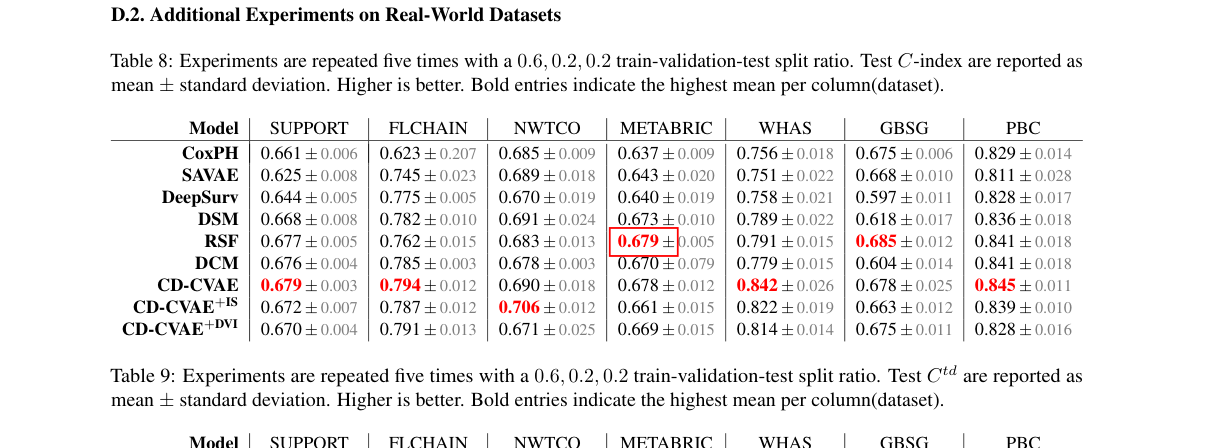 D.2. Additional Experiments on Real-World Datasets
Table 8: Experiments are repeated five times with a 0.6, 0.2, 0.2 train-validation-test split ratio. Test C-index are reported as
mean ± standard deviation. Higher is better. Bold entries indicate the highest mean per column(dataset).
Model SUPPORT FLCHAIN NWTCO METABRIC WHAS GBSG PBC
CoxPH 0.661 ± 0.006 0.623 ± 0.207 0.685 ± 0.009 0.637 ± 0.009 0.756 ± 0.018 0.675 ± 0.006 0.829 ± 0.014
SAVAE 0.625 ± 0.008 0.745 ± 0.023 0.689 ± 0.018 0.643 ± 0.020 0.751 ± 0.022 0.668 ± 0.010 0.811 ± 0.028
DeepSurv 0.644 ± 0.005 0.775 ± 0.005 0.670 ± 0.019 0.640 ± 0.019 0.758 ± 0.021 0.597 ± 0.011 0.828 ± 0.017
DSM 0.668 ± 0.008 0.782 ± 0.010 0.691 ± 0.024 0.673 ± 0.010 0.789 ± 0.022 0.618 ± 0.017 0.836 ± 0.018
RSF 0.677 ± 0.005 0.762 ± 0.015 0.683 ± 0.013 0.679 ± 0.005 0.791 ± 0.015 0.685 ± 0.012 0.841 ± 0.018
DCM 0.676 ± 0.004 0.785 ± 0.003 0.678 ± 0.003 0.670 ± 0.079 0.779 ± 0.015 0.604 ± 0.014 0.841 ± 0.018
CD-CVAE 0.679 ± 0.003 0.794 ± 0.012 0.690 ± 0.018 0.678 ± 0.012 0.842 ± 0.026 0.678 ± 0.025 0.845 ± 0.011
CD-CVAE+IS 0.672 ± 0.007 0.787 ± 0.012 0.706 ± 0.012 0.661 ± 0.015 0.822 ± 0.019 0.663 ± 0.012 0.839 ± 0.010
CD-CVAE+DVI 0.670 ± 0.004 0.791 ± 0.013 0.671 ± 0.025 0.669 ± 0.015 0.814 ± 0.014 0.675 ± 0.011 0.828 ± 0.016
Table 9: Experiments are repeated five times with a 0.6, 0.2, 0.2 train-validation-test split ratio. Test C^td are reported as
mean ± standard deviation. Higher is better. Bold entries indicate the highest mean per column(dataset).
Model SUPPORT FLCHAIN NWTCO METABRIC WHAS GBSG PBC